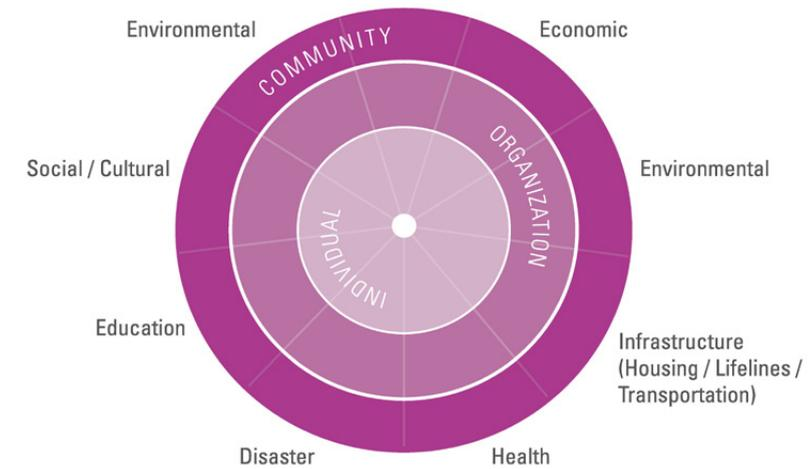 Environmental
Economic
COMMUNITY
ORGANIZATION
Social / Cultural
Environmental
INDIVIDUAL
Education
Infrastructure
(Housing / Lifelines /
Transportation)
Disaster
Health